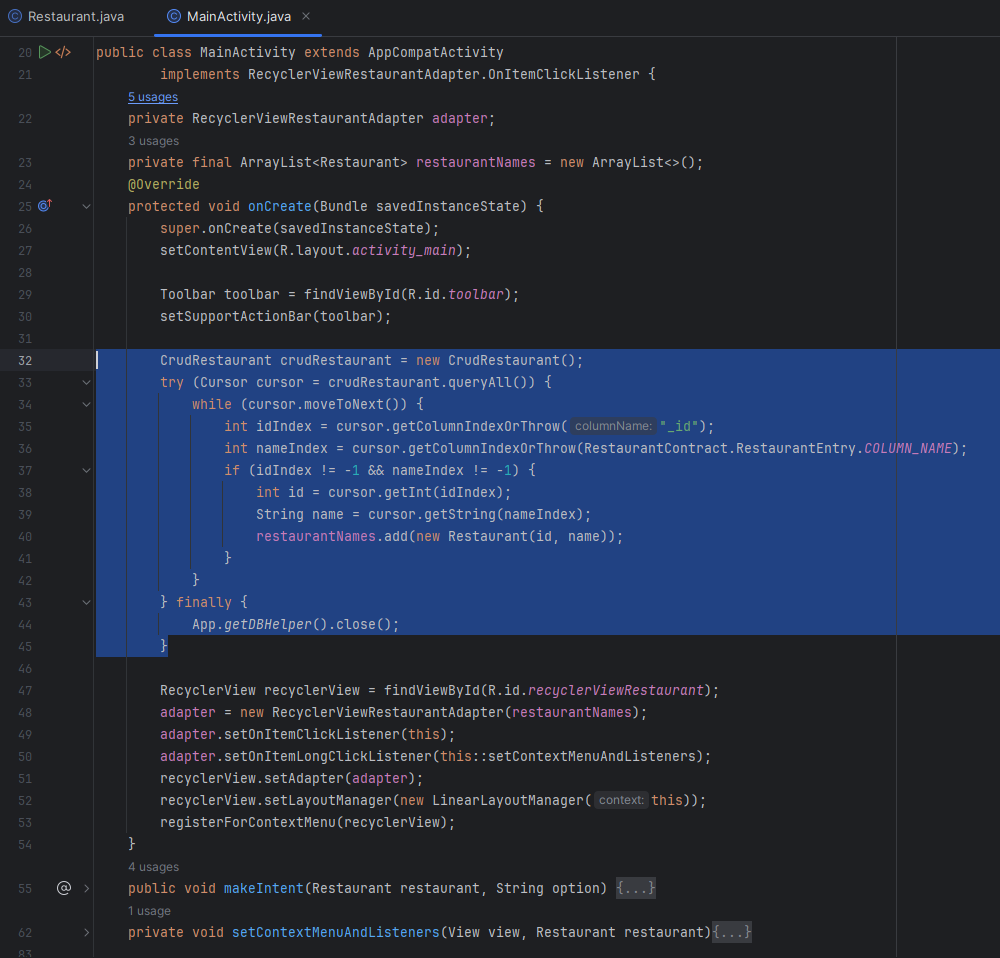 Restaurant.java
MainActivity.java
20 public class MainActivity extends AppCompatActivity
21 implements RecyclerViewRestaurantAdapter.OnItemClickListener {
5 usages
22 private RecyclerViewRestaurantAdapter adapter;
3 usages
23 private final ArrayList<Restaurant> restaurantNames = new ArrayList<>();
24 @Override
25 protected void onCreate(Bundle savedInstanceState) {
26 super.onCreate(savedInstanceState);
27 setContentView(R.layout.activity_main);
28
29 Toolbar toolbar = findViewById(R.id.toolbar);
30 setSupportActionBar(toolbar);
31
32 CrudRestaurant crudRestaurant = new CrudRestaurant();
33 try (Cursor cursor = crudRestaurant.queryAll()) {
34 while (cursor.moveToNext()) {
35 int idIndex = cursor.getColumnIndexOrThrow( columnName: "_id");
36 int nameIndex = cursor.getColumnIndexOrThrow(RestaurantContract.RestaurantEntry.COLUMN_NAME);
37 if (idIndex != -1 && nameIndex != -1) {
38 int id = cursor.getInt(idIndex);
39 String name = cursor.getString(nameIndex);
40 restaurantNames.add(new Restaurant(id, name));
41 }
42 }
43 } finally {
44 App.getDBHelper().close();
45 }
46
47 RecyclerView recyclerView = findViewById(R.id.recyclerViewRestaurant);
48 adapter = new RecyclerViewRestaurantAdapter(restaurantNames);
49 adapter.setOnItemClickListener(this);
50 adapter.setOnItemLongClickListener(this::setContextMenuAndListeners);
51 recyclerView.setAdapter(adapter);
52 recyclerView.setLayoutManager(new LinearLayoutManager( context: this));
53 registerForContextMenu(recyclerView);
54 }
4 usages
55 public void makeIntent(Restaurant restaurant, String option) {...}
1 usage
62 private void setContextMenuAndListeners(View view, Restaurant restaurant){...}
83